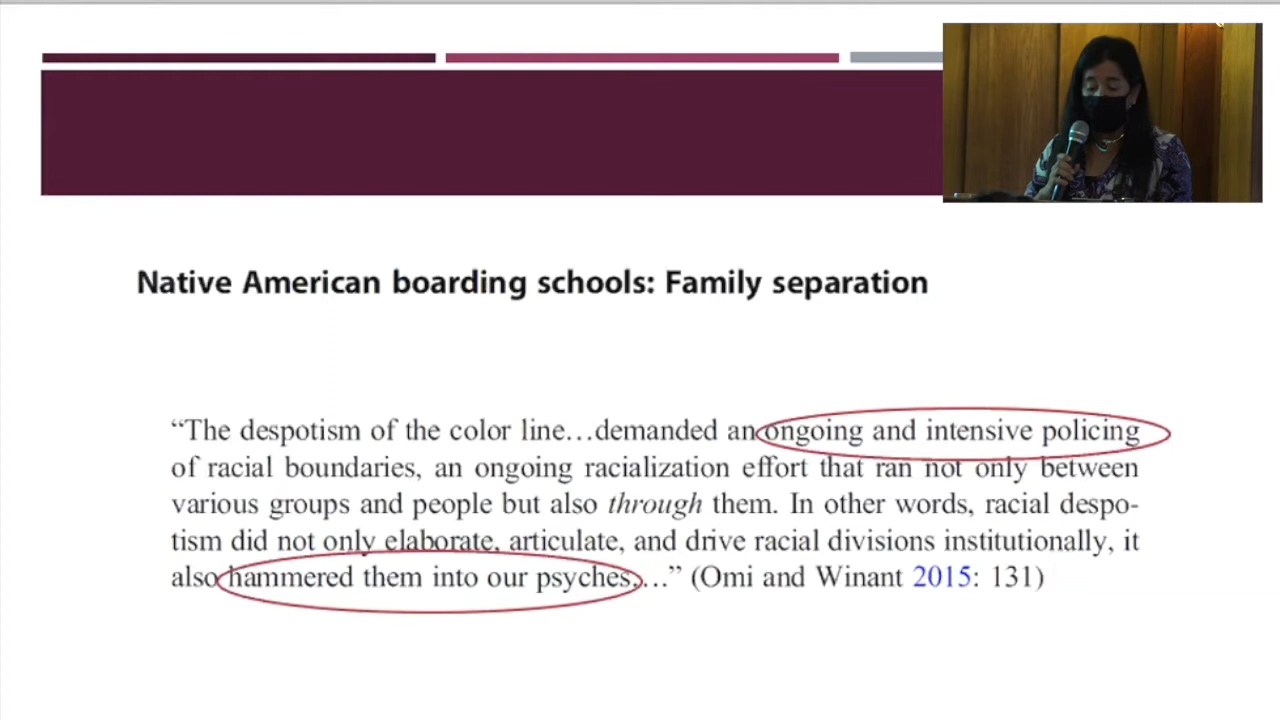 Native American boarding schools: Family separation
“The despotism of the color line…demanded an ongoing and intensive policing
of racial boundaries, an ongoing racialization effort that ran not only between
various groups and people but also through them. In other words, racial despo-
tism did not only elaborate, articulate, and drive racial divisions institutionally, it
also hammered them into our psyches.…” (Omi and Winant 2015: 131)